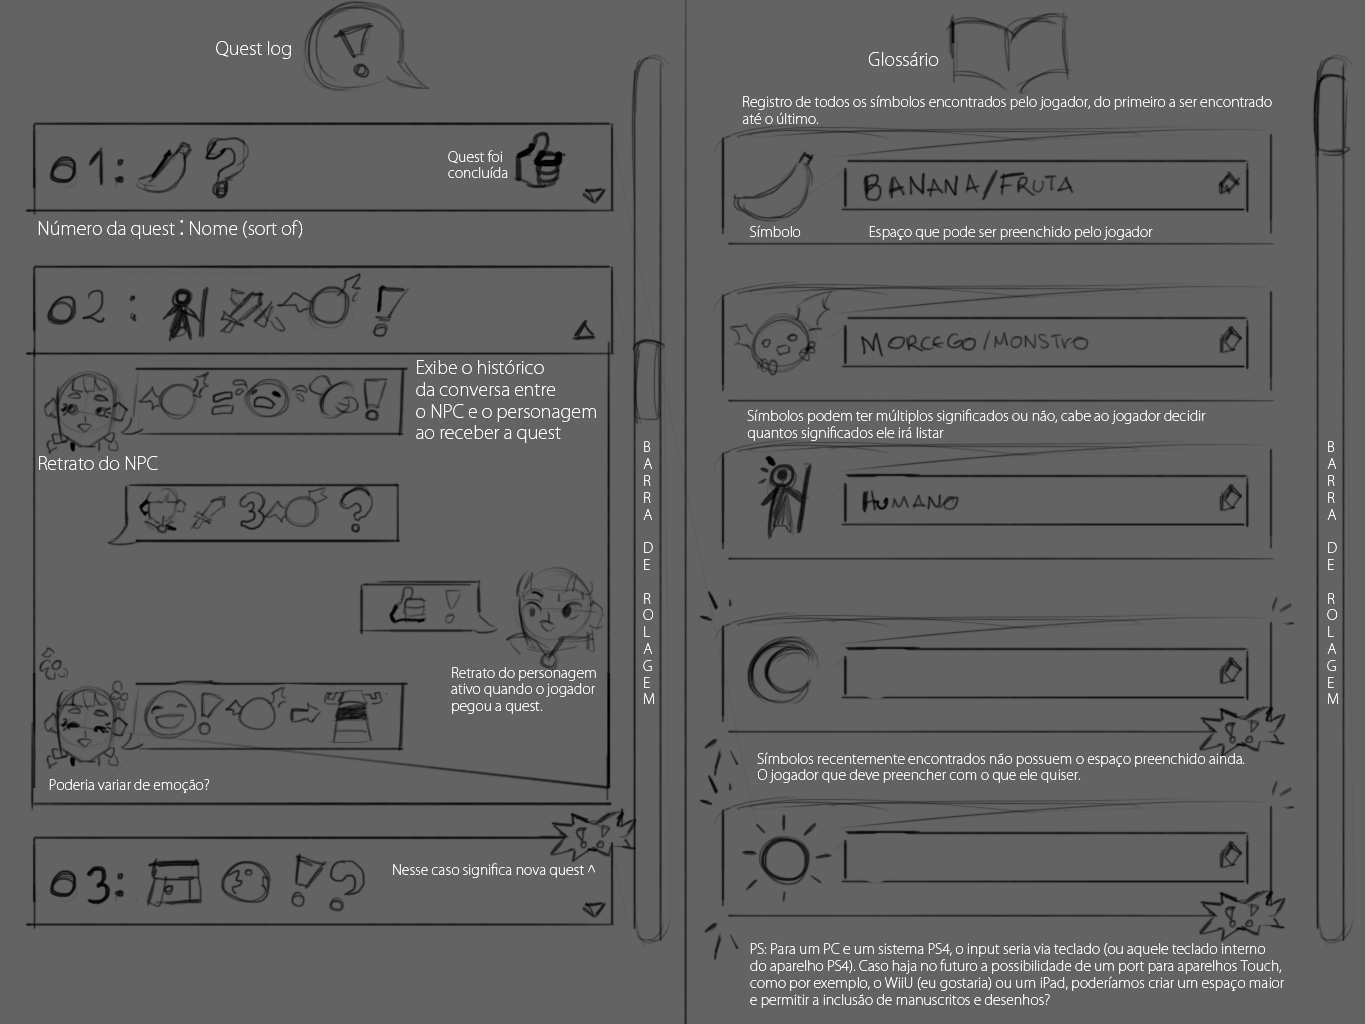 Quest log
01: ?
Quest foi
concluída
Número da quest : Nome (sort of)
02 : !
Exibe o histórico
da conversa entre
o NPC e o personagem
ao receber a quest
= !
Retrato do NPC
3 ?
!
Retrato do personagem
ativo quando o jogador
pegou a quest.
!
Poderia variar de emoção?
03: !?
Nesse caso significa nova quest ^
BARRA DE ROLAGEM
Glossário
Registro de todos os símbolos encontrados pelo jogador, do primeiro a ser encontrado
até o último.
BANANA/FRUTA
Símbolo
Espaço que pode ser preenchido pelo jogador
MORCEGO/MONSTRO
Símbolos podem ter múltiplos significados ou não, cabe ao jogador decidir
quantos significados ele irá listar
HUMANO
Símbolos recentemente encontrados não possuem o espaço preenchido ainda.
O jogador que deve preencher com o que ele quiser.
PS: Para um PC e um sistema PS4, o input seria via teclado (ou aquele teclado interno
do aparelho PS4). Caso haja no futuro a possibilidade de um port para aparelhos Touch,
como por exemplo, o WiiU (eu gostaria) ou um iPad, poderíamos criar um espaço maior
e permitir a inclusão de manuscritos e desenhos?
BARRA DE ROLAGEM